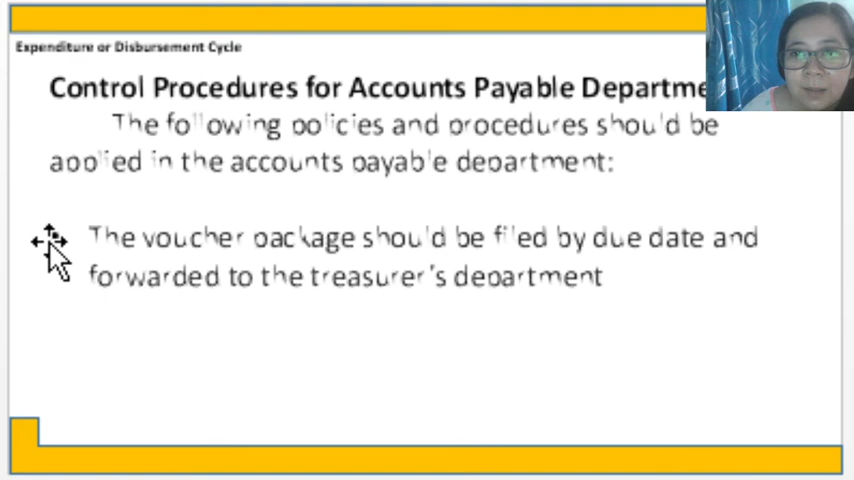 Expenditure or Disbursement Cycle
Control Procedures for Accounts Payable
The following policies and procedures should be
applied in the accounts payable department:
The voucher package should be filed by due date and
forwarded to the treasurer's department